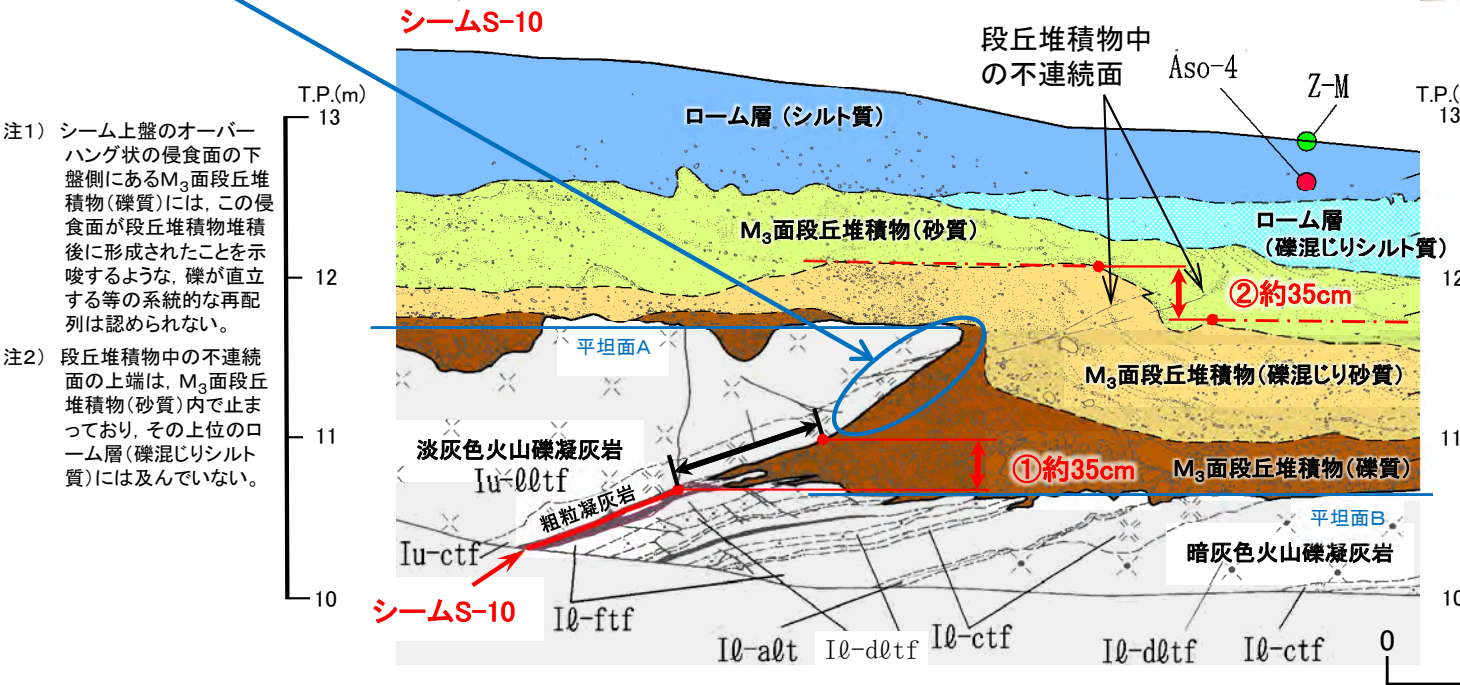 シームS-10
段丘堆積物中
の不連続面
Aso-4
Z-M
T.P.(m)
T.P.(
13
13
ローム層(シルト質)
注1) シーム上盤のオーバー
ハング状の侵食面の下
盤側にあるM₃面段丘堆
積物(礫質)には,この侵
食面が段丘堆積物堆積
後に形成されたことを示
唆するような,礫が直立
する等の系統的な再配
列は認められない。
注2) 段丘堆積物中の不連続
面の上端は,M₃面段丘
堆積物(砂質)内で止ま
っており,その上位のロ
ーム層(礫混じりシルト
質)には及んでいない。
M₃面段丘堆積物(砂質)
ローム層
(礫混じりシルト質)
12
12
②約35cm
平坦面A
M₃面段丘堆積物(礫混じり砂質)
11
11
淡灰色火山礫凝灰岩
Iu-ℓℓtf
①約35cm
M₃面段丘堆積物(礫質)
粗粒凝灰岩
平坦面B
Iu-ctf
暗灰色火山礫凝灰岩
10
10
シームS-10
Iℓ-ftf
Iℓ-aℓt
Iℓ-dℓtf
Iℓ-ctf
Iℓ-dℓtf
Iℓ-ctf
0